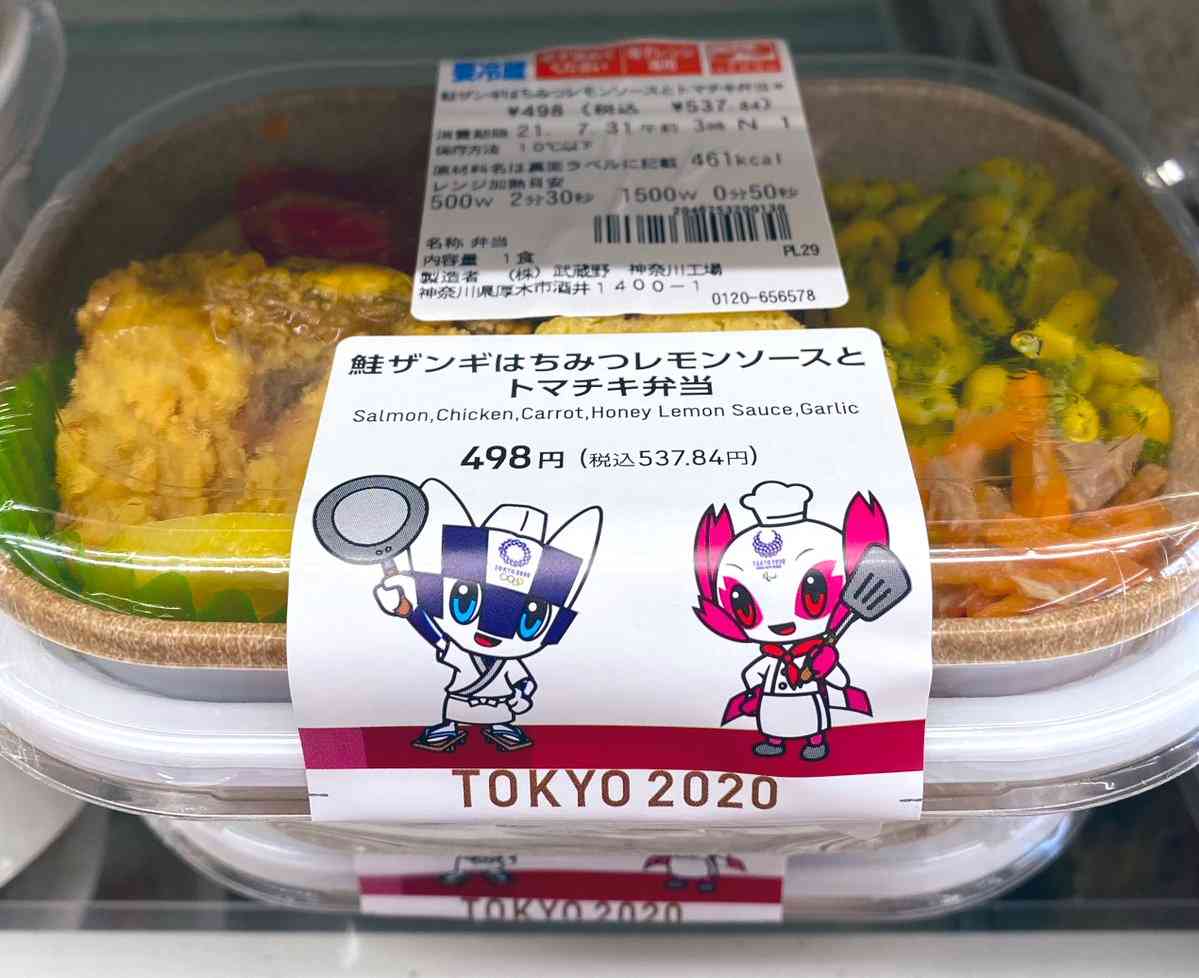 要冷蔵
鮭ザンギはちみつレモンソースとトマチキ弁当
¥498 (税込 ¥537.84)
消費期限 21. 7. 31午前 3時 N 1
保存方法 10℃以下
原材料名は裏面ラベルに記載 461kcal
レンジ加熱目安
500W 2分30秒 1500W 0分50秒
PL29
名称 弁当
内容量 1食
製造者 (株) 武蔵野 神奈川工場
神奈川県厚木市酒井1400-1 0120-656578
鮭ザンギはちみつレモンソースと
トマチキ弁当
Salmon,Chicken,Carrot,Honey Lemon Sauce,Garlic
498円 (税込537.84円)
TOKYO 2020
TOKYO 2020
TOKYO 2020
TOKYO 2020